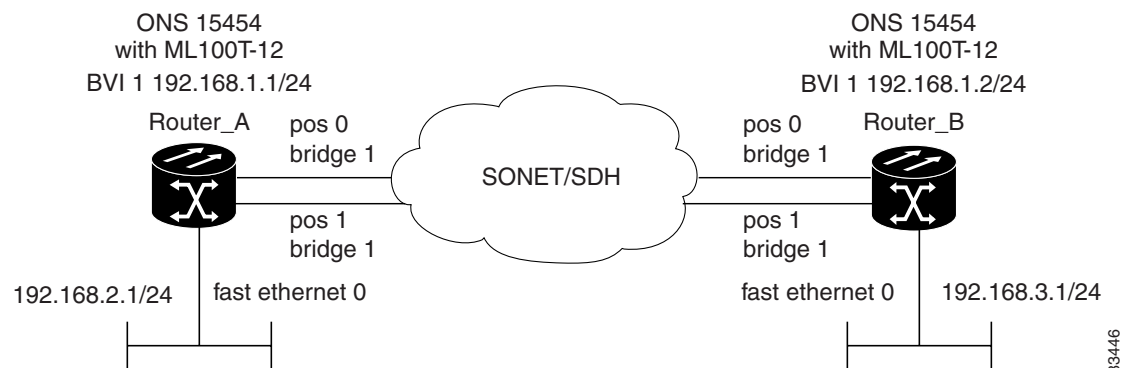 ONS 15454
with ML100T-12
BVI 1 192.168.1.1/24
Router_A
pos 0
bridge 1
pos 1
bridge 1
192.168.2.1/24
fast ethernet 0
SONET/SDH
ONS 15454
with ML100T-12
BVI 1 192.168.1.2/24
pos 0
bridge 1
Router_B
pos 1
bridge 1
fast ethernet 0
192.168.3.1/24